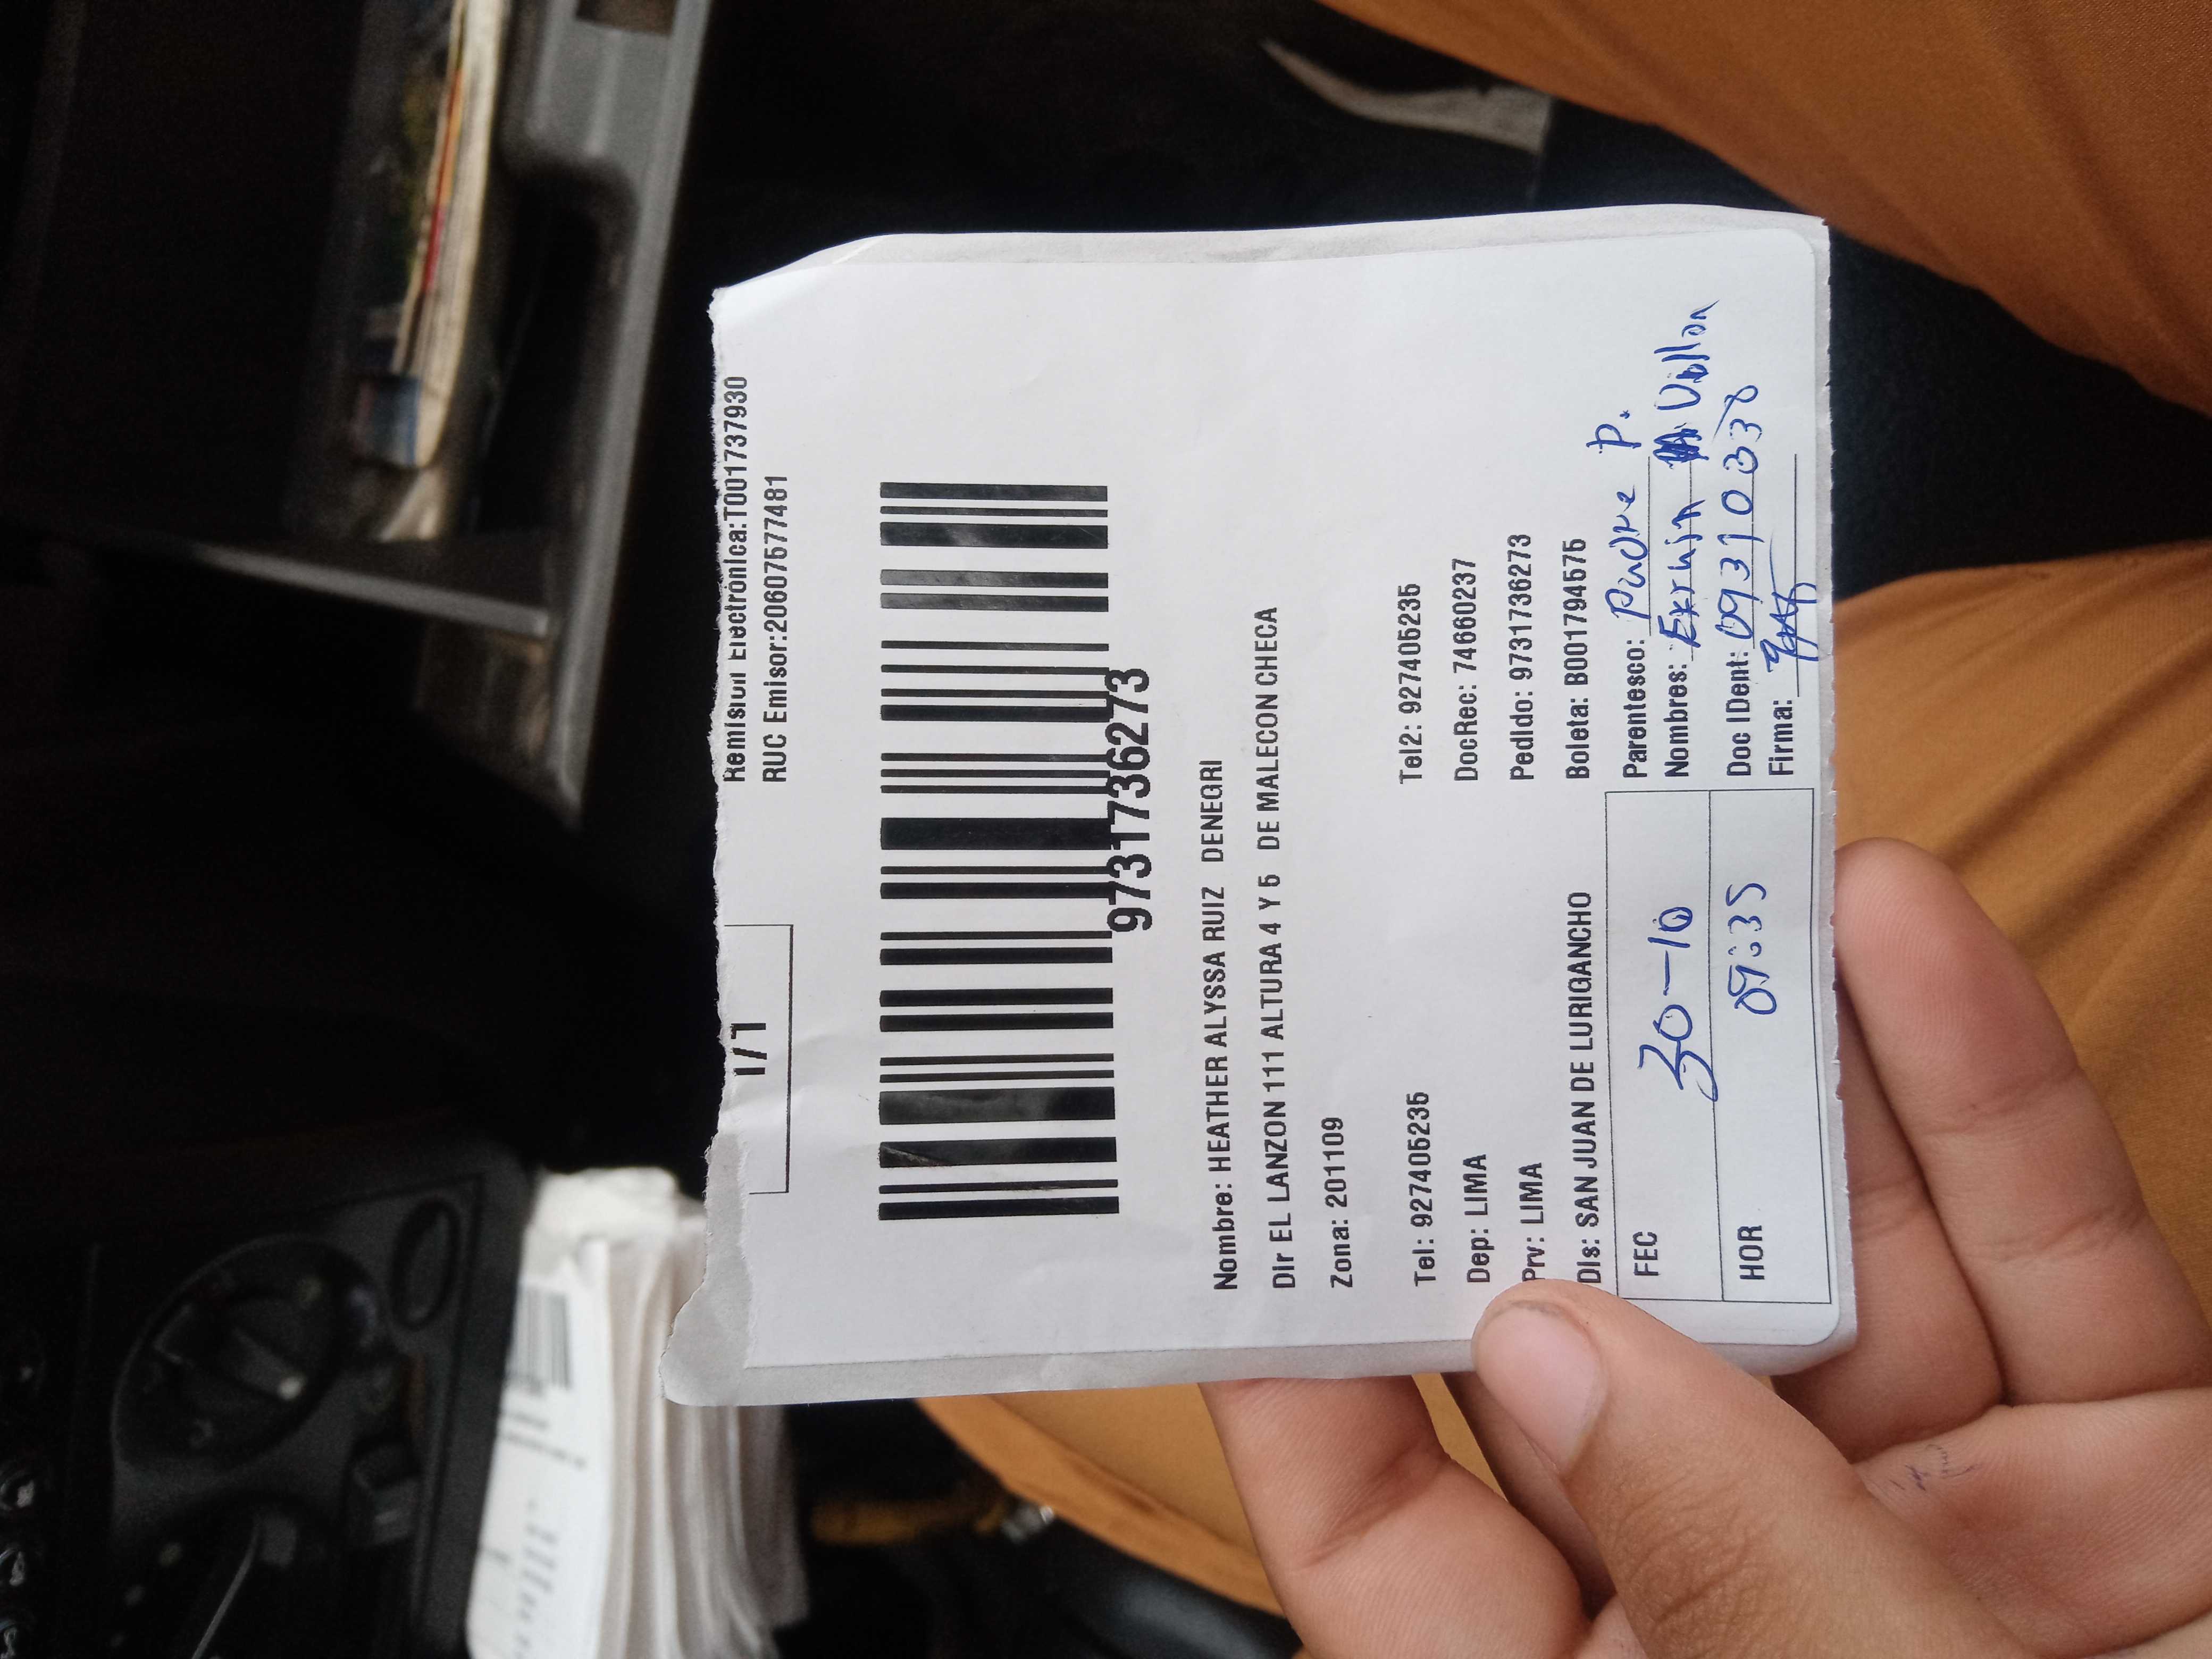 1/1
Remisión Electrónica:T001737930
RUC Emisor:20607577481
9731736273
Nombre: HEATHER ALYSSA RUIZ DENEGRI
Dir EL LANZON 111 ALTURA 4 Y 5 DE MALECON CHECA
Zona: 201109
Tel: 927405235 Tel2: 927405235
Dep: LIMA DocRec: 74660237
Prv: LIMA Pedido: 9731736273
Dis: SAN JUAN DE LURIGANCHO Boleta: B001794575
FEC 30-10
HOR 09:35
Parentesco: Padre P.
Nombres: Villon
Doc IDent: 09310338
Firma: